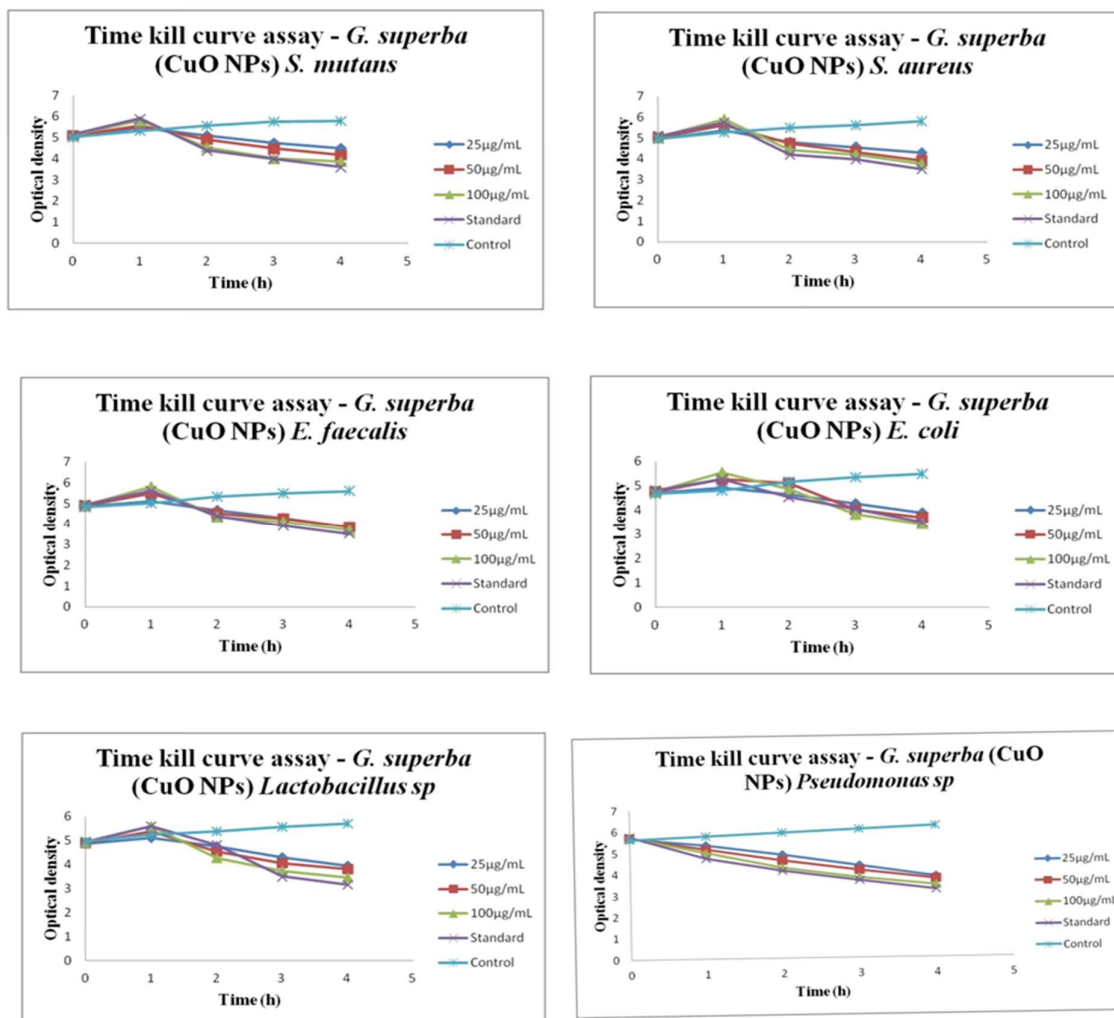 Time kill curve assay - G. superba
(CuO NPs) S. mutans
7
6
5
4
3
2
1
0
Optical density
0 1 2 3 4 5
Time (h)
25µg/mL
50µg/mL
100µg/mL
Standard
Control
Time kill curve assay - G. superba
(CuO NPs) S. aureus
7
6
5
4
3
2
1
0
Optical density
0 1 2 3 4 5
Time (h)
25µg/mL
50µg/mL
100µg/mL
Standard
Control
Time kill curve assay - G. superba
(CuO NPs) E. faecalis
7
6
5
4
3
2
1
0
Optical density
0 1 2 3 4 5
Time (h)
25µg/mL
50µg/mL
100µg/mL
Standard
Control
Time kill curve assay - G. superba
(CuO NPs) E. coli
6
5
4
3
2
1
0
Optical density
0 1 2 3 4 5
Time (h)
25µg/mL
50µg/mL
100µg/mL
Standard
Control
Time kill curve assay - G. superba
(CuO NPs) Lactobacillus sp
6
5
4
3
2
1
0
Optical density
0 1 2 3 4 5
Time (h)
25µg/mL
50µg/mL
100µg/mL
Standard
Control
Time kill curve assay - G. superba (CuO
NPs) Pseudomonas sp
7
6
5
4
3
2
1
0
Optical density
0 1 2 3 4 5
Time (h)
25µg/mL
50µg/mL
100µg/mL
Standard
Control